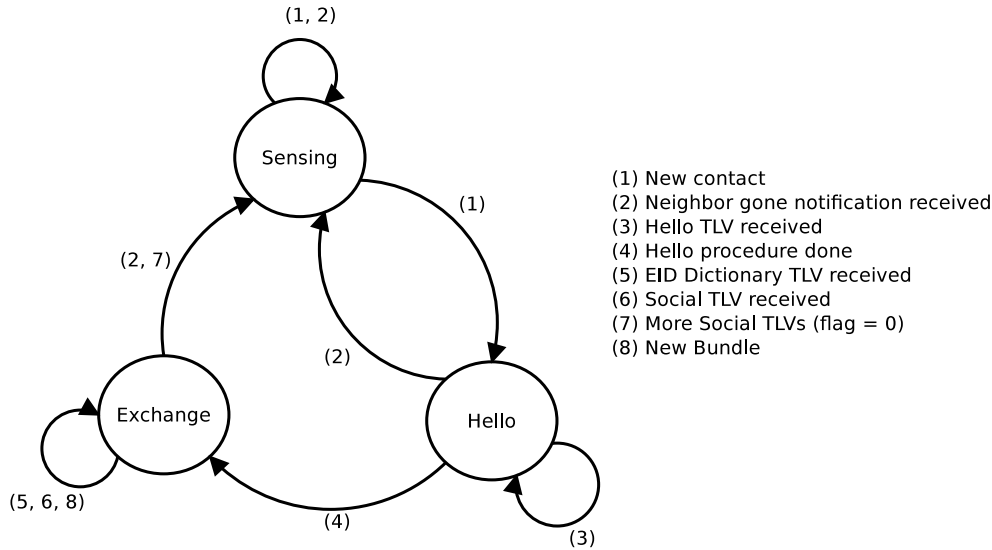 (1, 2)
Sensing
(1)
(2, 7)
(2)
Exchange
Hello
(5, 6, 8)
(4)
(3)
(1) New contact
(2) Neighbor gone notification received
(3) Hello TLV received
(4) Hello procedure done
(5) EID Dictionary TLV received
(6) Social TLV received
(7) More Social TLVs (flag = 0)
(8) New Bundle